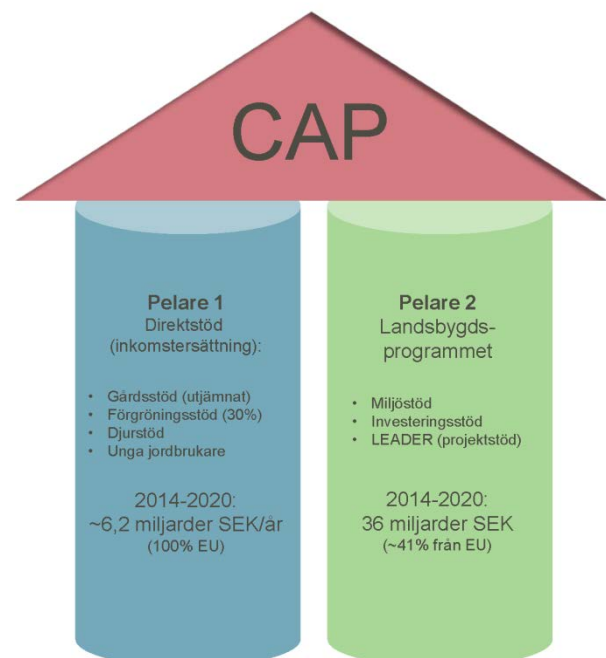 CAP
Pelare 1
Direktstöd
(inkomstersättning):
• Gårdsstöd (utjämnat)
• Förgröningsstöd (30%)
• Djurstöd
• Unga jordbrukare
2014-2020:
~6,2 miljarder SEK/år
(100% EU)
Pelare 2
Landsbygds-
programmet
• Miljöstöd
• Investeringsstöd
• LEADER (projektstöd)
2014-2020:
36 miljarder SEK
(~41% från EU)